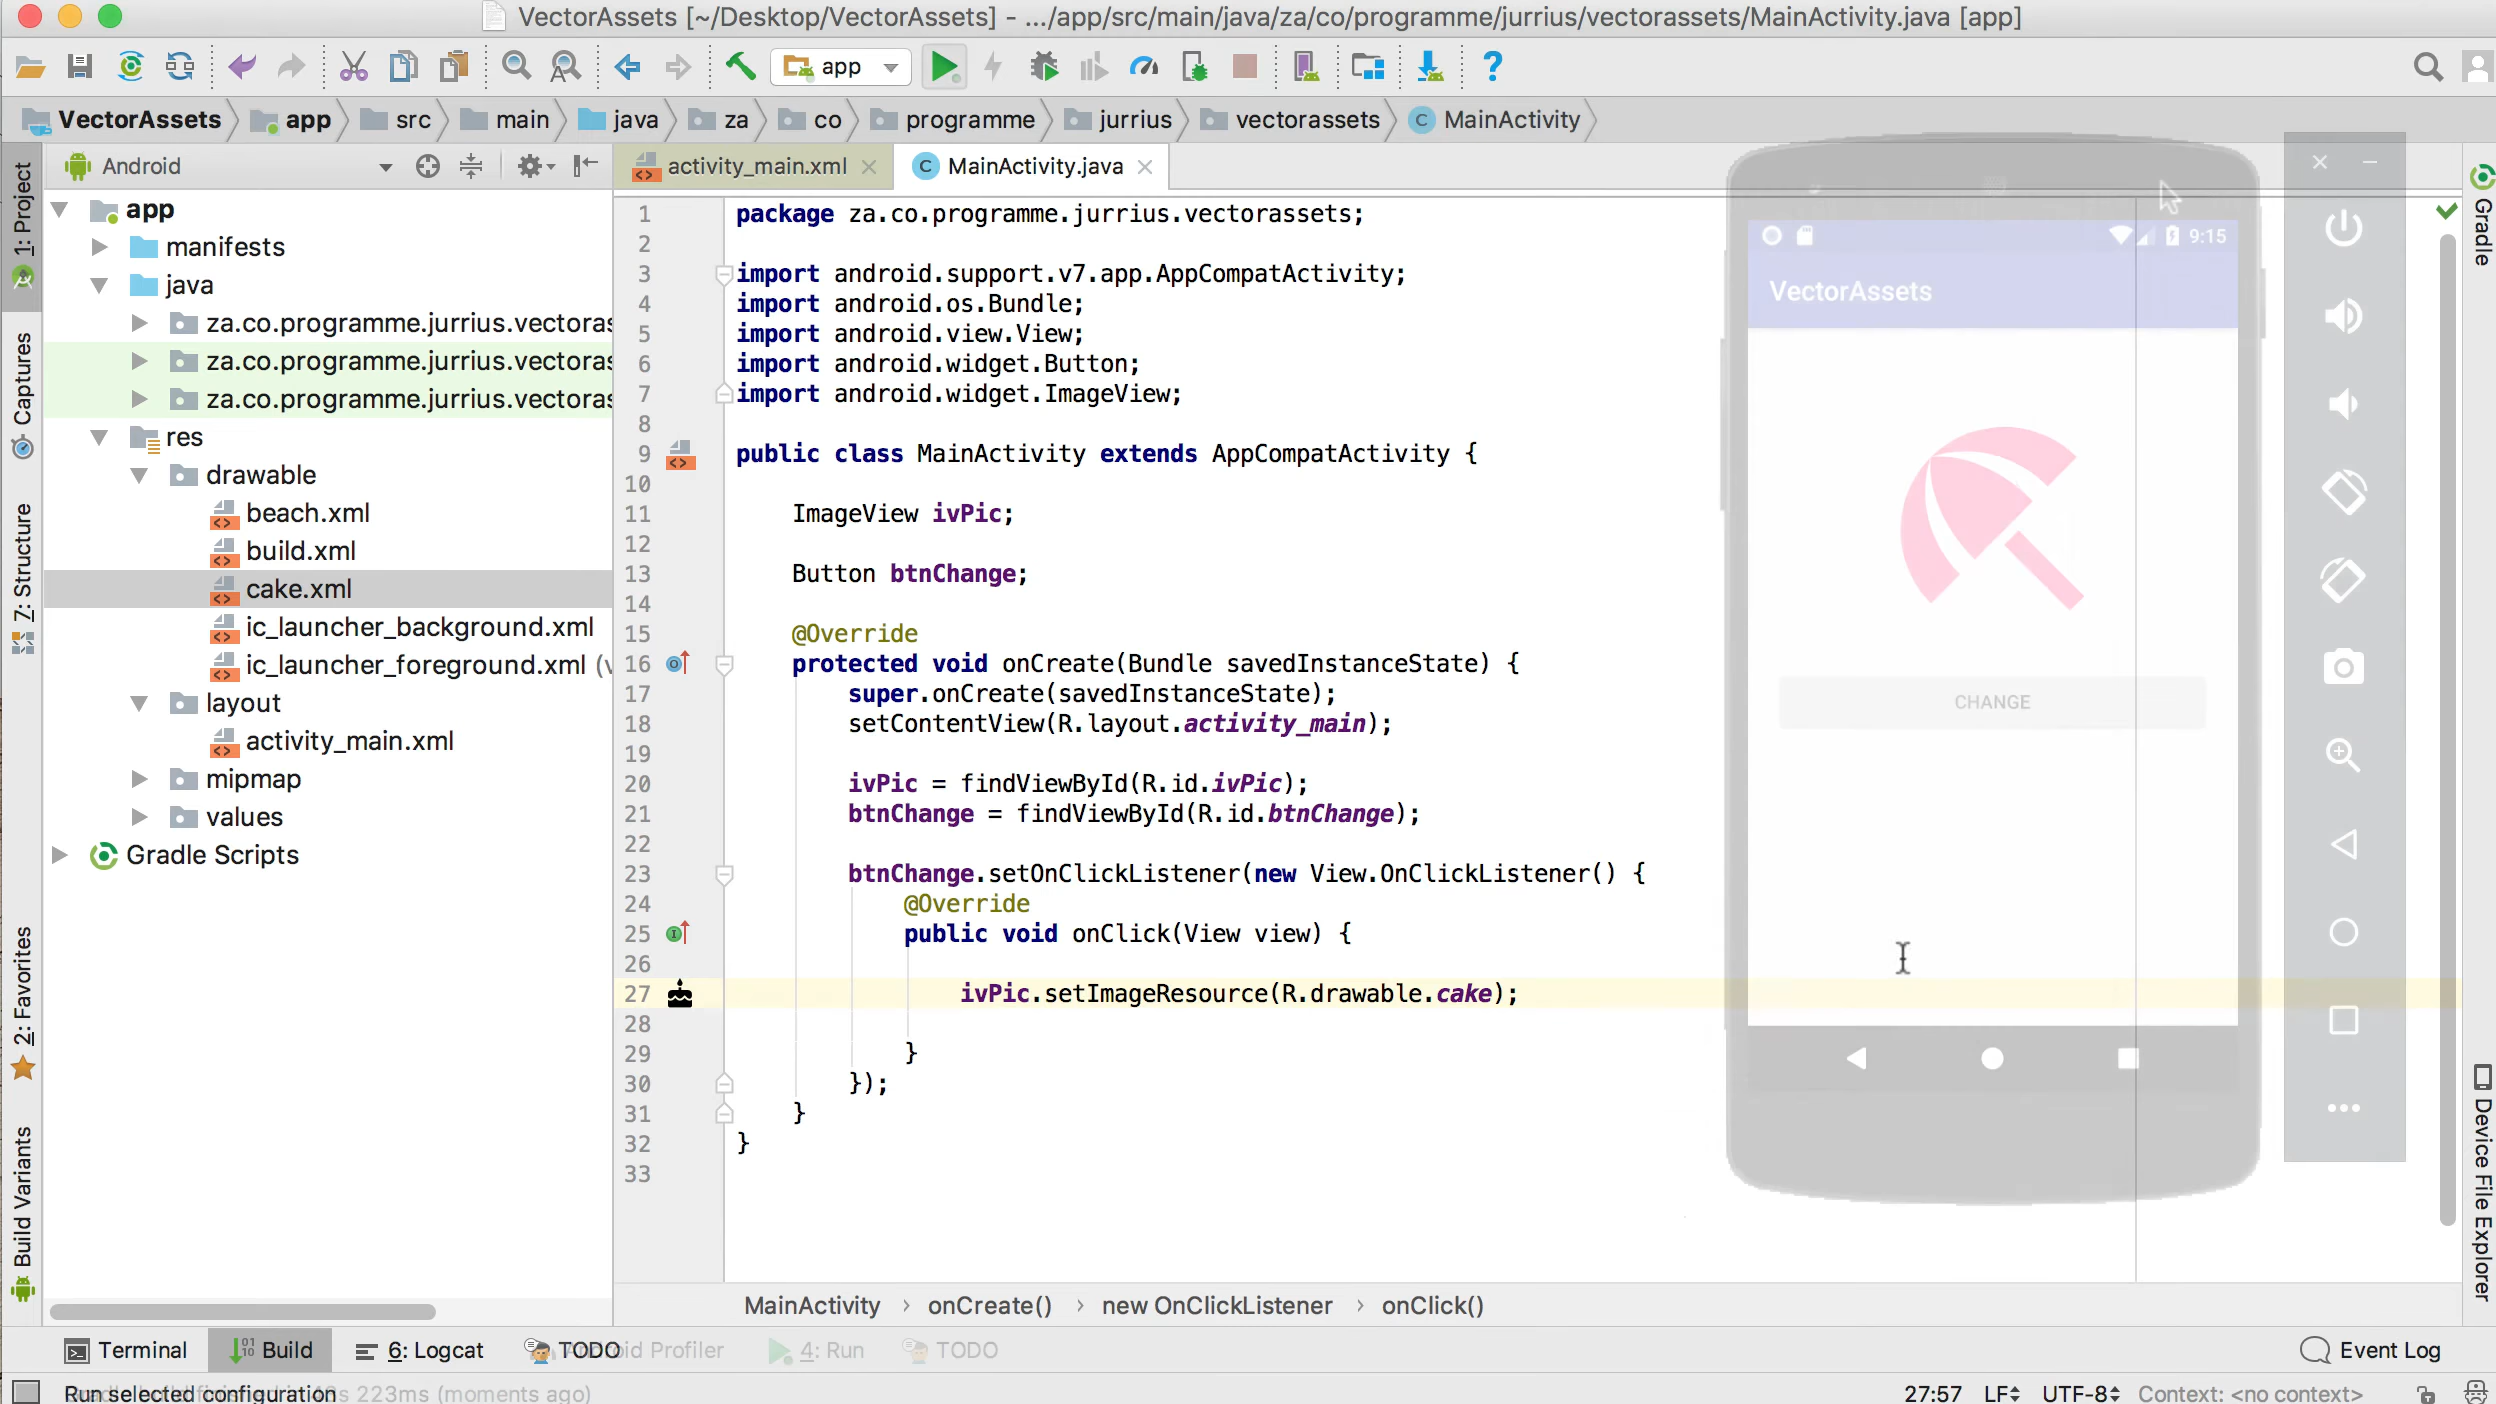 VectorAssets [~/Desktop/VectorAssets] - .../app/src/main/java/za/co/programme/jurrius/vectorassets/MainActivity.java [app]
app
VectorAssets app src main java za co programme jurrius vectorassets MainActivity
1: Project
Captures
7: Structure
2: Favorites
Build Variants
Android
app
manifests
java
za.co.programme.jurrius.vectoras
za.co.programme.jurrius.vectoras
za.co.programme.jurrius.vectoras
res
drawable
beach.xml
build.xml
cake.xml
ic_launcher_background.xml
ic_launcher_foreground.xml (v
layout
activity_main.xml
mipmap
values
Gradle Scripts
activity_main.xml MainActivity.java
1 package za.co.programme.jurrius.vectorassets;
2
3 import android.support.v7.app.AppCompatActivity;
4 import android.os.Bundle;
5 import android.view.View;
6 import android.widget.Button;
7 import android.widget.ImageView;
8
9 public class MainActivity extends AppCompatActivity {
10
11 ImageView ivPic;
12
13 Button btnChange;
14
15 @Override
16 protected void onCreate(Bundle savedInstanceState) {
17 super.onCreate(savedInstanceState);
18 setContentView(R.layout.activity_main);
19
20 ivPic = findViewById(R.id.ivPic);
21 btnChange = findViewById(R.id.btnChange);
22
23 btnChange.setOnClickListener(new View.OnClickListener() {
24 @Override
25 public void onClick(View view) {
26
27 ivPic.setImageResource(R.drawable.cake);
28
29 }
30 });
31 }
32 }
33
9:15
VectorAssets
CHANGE
Gradle
Device File Explorer
MainActivity › onCreate() › new OnClickListener › onClick()
Terminal Build 6: Logcat TODO Profiler 4: Run TODO Event Log
Run selected configuration 223ms (moments ago) 27:57 LF UTF-8 Context: <no context>